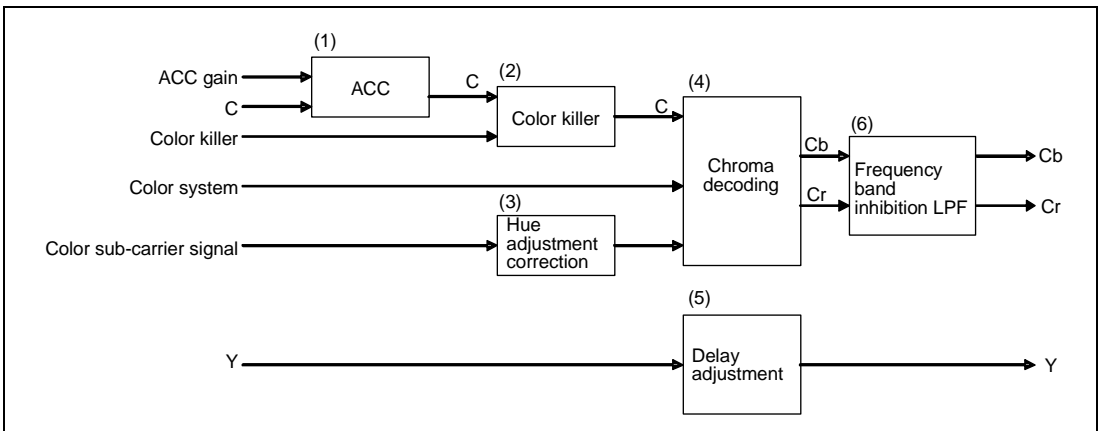 (1)
ACC gain
ACC
C
C
(2)
Color killer
Color killer
C
(4)
Chroma
decoding
Cb
Cr
(6)
Frequency
band
inhibition LPF
Cb
Cr
Color system
(3)
Hue
adjustment
correction
Color sub-carrier signal
(5)
Y
Delay
adjustment
Y